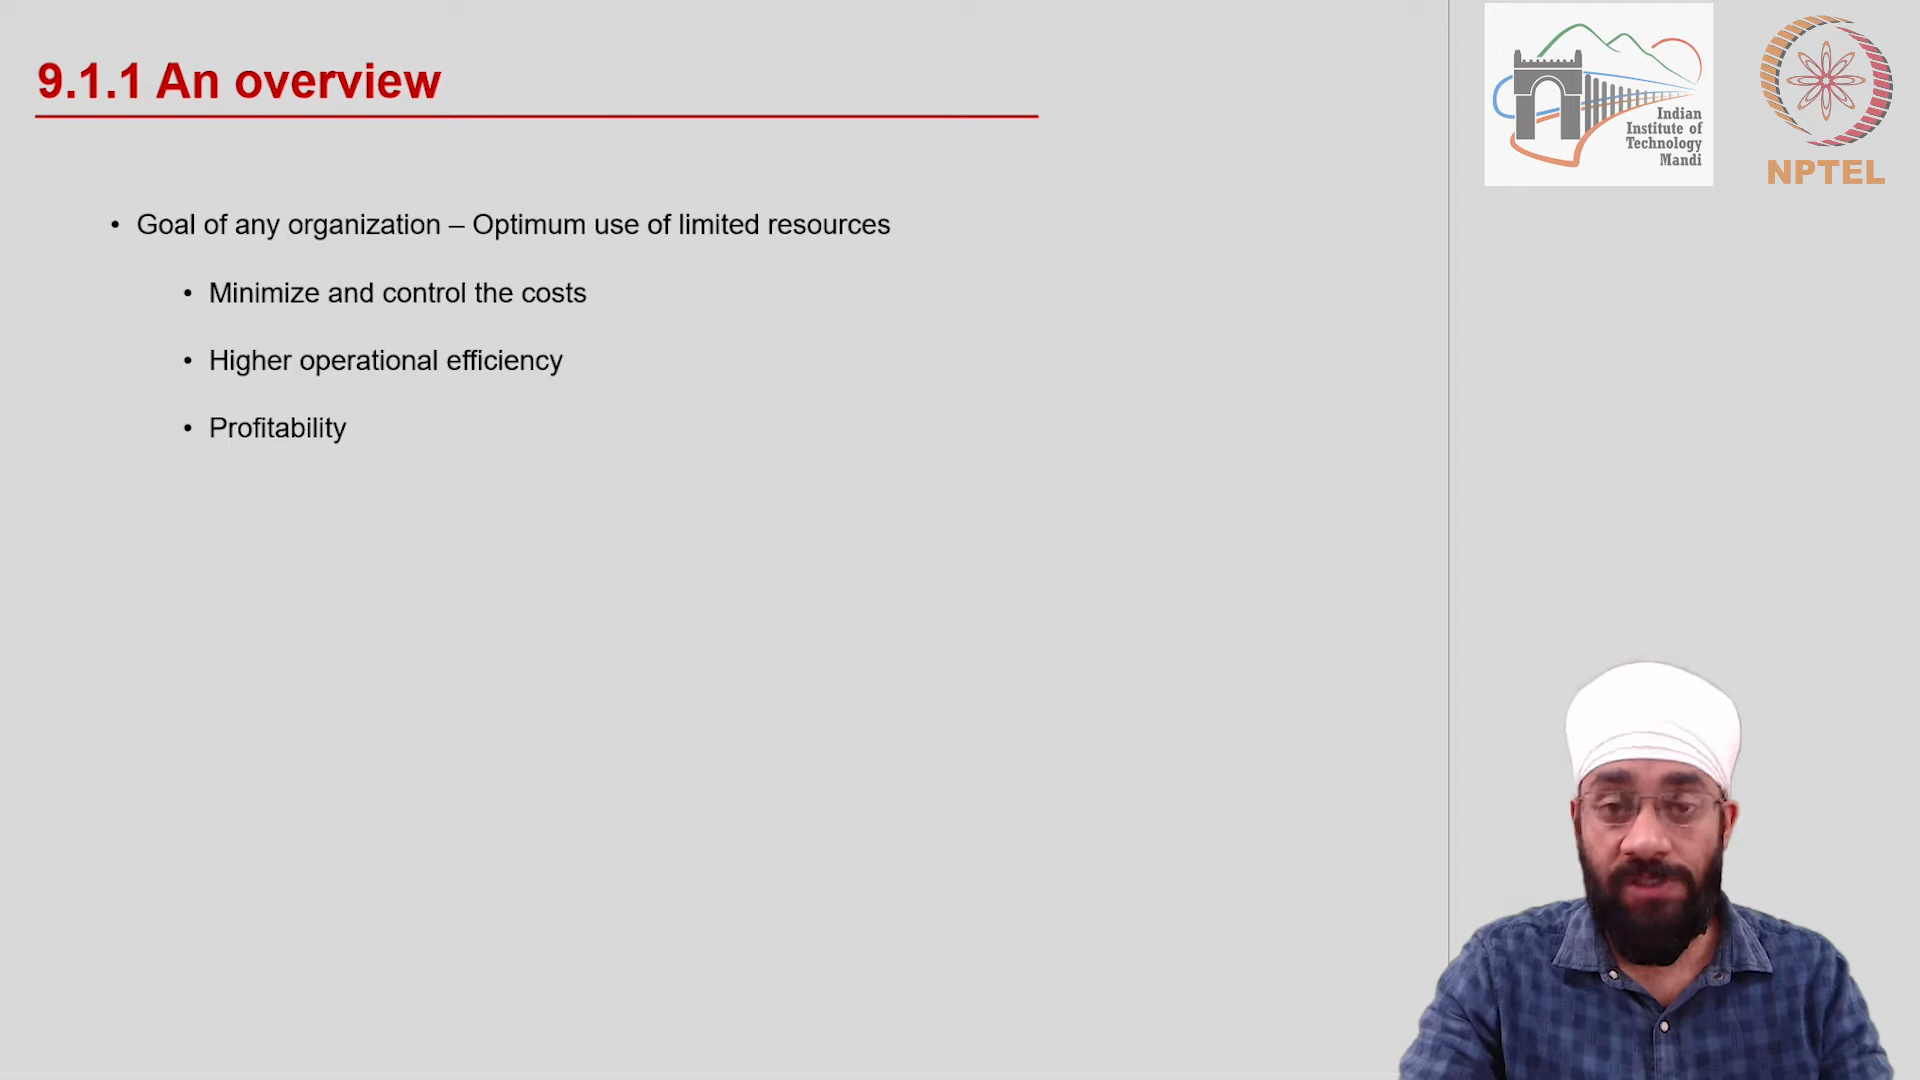 9.1.1 An overview
Indian
Institute of
Technology
Mandi
NPTEL
• Goal of any organization – Optimum use of limited resources
• Minimize and control the costs
• Higher operational efficiency
• Profitability